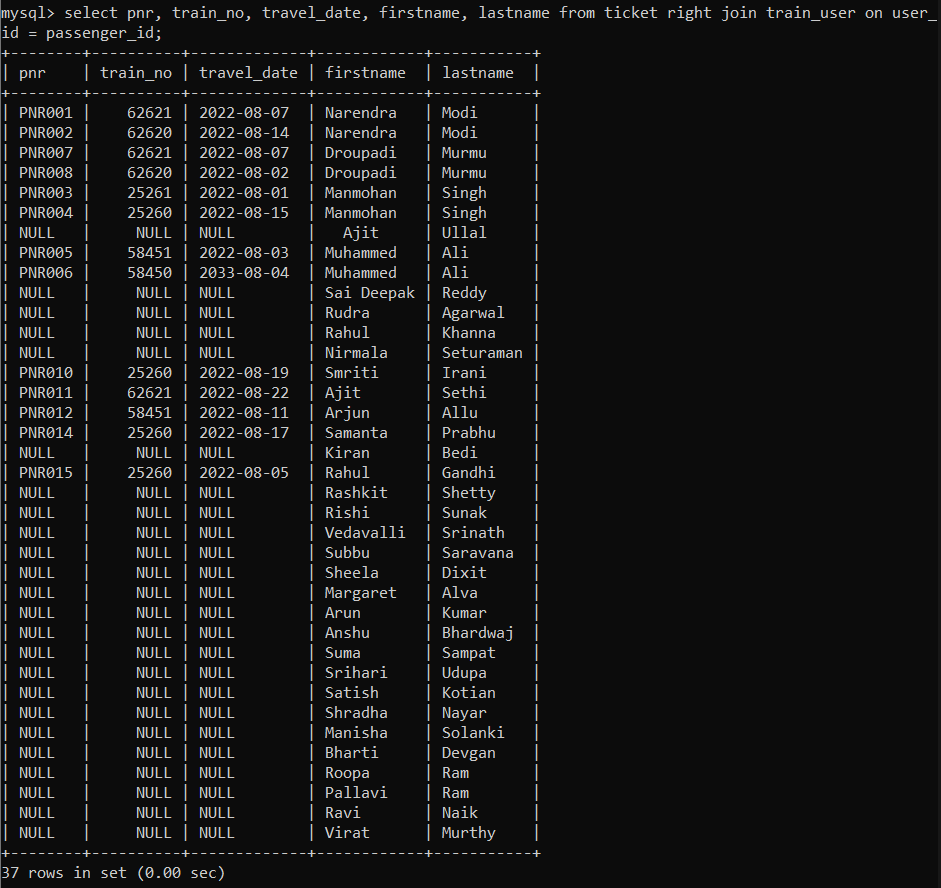 mysql> select pnr, train_no, travel_date, firstname, lastname from ticket right join train_user on user_
id = passenger_id;
+--------+----------+-------------+------------+-----------+
| pnr    | train_no | travel_date | firstname  | lastname  |
+--------+----------+-------------+------------+-----------+
| PNR001 |    62621 | 2022-08-07  | Narendra   | Modi      |
| PNR002 |    62620 | 2022-08-14  | Narendra   | Modi      |
| PNR007 |    62621 | 2022-08-07  | Droupadi   | Murmu     |
| PNR008 |    62620 | 2022-08-02  | Droupadi   | Murmu     |
| PNR003 |    25261 | 2022-08-01  | Manmohan   | Singh     |
| PNR004 |    25260 | 2022-08-15  | Manmohan   | Singh     |
| NULL   |     NULL | NULL        |   Ajit     | Ullal     |
| PNR005 |    58451 | 2022-08-03  | Muhammed   | Ali       |
| PNR006 |    58450 | 2033-08-04  | Muhammed   | Ali       |
| NULL   |     NULL | NULL        | Sai Deepak | Reddy     |
| NULL   |     NULL | NULL        | Rudra      | Agarwal   |
| NULL   |     NULL | NULL        | Rahul      | Khanna    |
| NULL   |     NULL | NULL        | Nirmala    | Seturaman |
| PNR010 |    25260 | 2022-08-19  | Smriti     | Irani     |
| PNR011 |    62621 | 2022-08-22  | Ajit       | Sethi     |
| PNR012 |    58451 | 2022-08-11  | Arjun      | Allu      |
| PNR014 |    25260 | 2022-08-17  | Samanta    | Prabhu    |
| NULL   |     NULL | NULL        | Kiran      | Bedi      |
| PNR015 |    25260 | 2022-08-05  | Rahul      | Gandhi    |
| NULL   |     NULL | NULL        | Rashkit    | Shetty    |
| NULL   |     NULL | NULL        | Rishi      | Sunak     |
| NULL   |     NULL | NULL        | Vedavalli  | Srinath   |
| NULL   |     NULL | NULL        | Subbu      | Saravana  |
| NULL   |     NULL | NULL        | Sheela     | Dixit     |
| NULL   |     NULL | NULL        | Margaret   | Alva      |
| NULL   |     NULL | NULL        | Arun       | Kumar     |
| NULL   |     NULL | NULL        | Anshu      | Bhardwaj  |
| NULL   |     NULL | NULL        | Suma       | Sampat    |
| NULL   |     NULL | NULL        | Srihari    | Udupa     |
| NULL   |     NULL | NULL        | Satish     | Kotian    |
| NULL   |     NULL | NULL        | Shradha    | Nayar     |
| NULL   |     NULL | NULL        | Manisha    | Solanki   |
| NULL   |     NULL | NULL        | Bharti     | Devgan    |
| NULL   |     NULL | NULL        | Roopa      | Ram       |
| NULL   |     NULL | NULL        | Pallavi    | Ram       |
| NULL   |     NULL | NULL        | Ravi       | Naik      |
| NULL   |     NULL | NULL        | Virat      | Murthy    |
+--------+----------+-------------+------------+-----------+
37 rows in set (0.00 sec)